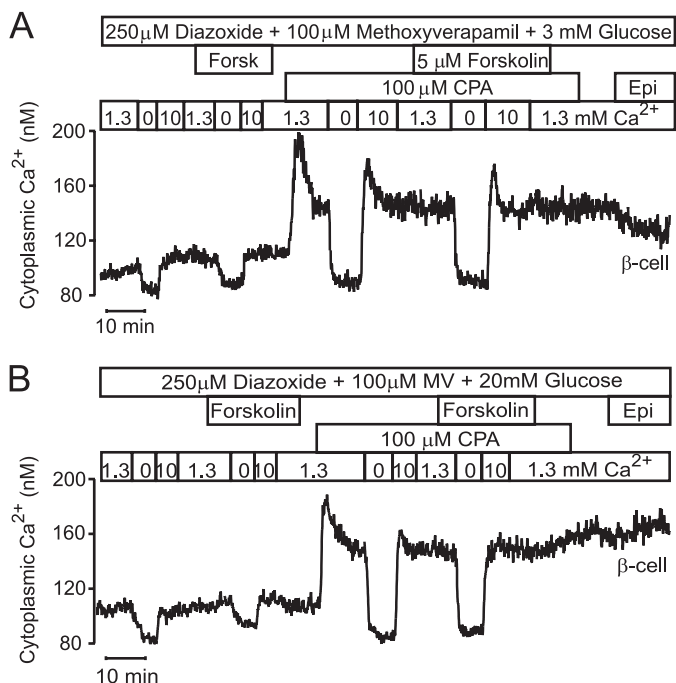 A
250μM Diazoxide + 100μM Methoxyverapamil + 3 mM Glucose
Forsk
5 μM Forskolin
100 μM CPA
Epi
1.3 0 10 1.3 0 10 1.3 0 10 1.3 0 10 1.3 mM Ca²⁺
Cytoplasmic Ca²⁺ (nM)
200
160
120
80
β-cell
10 min
B
250μM Diazoxide + 100μM MV + 20mM Glucose
Forskolin
Forskolin
Epi
100 μM CPA
1.3 0 10 1.3 0 10 1.3 0 10 1.3 0 10 1.3 mM Ca²⁺
Cytoplasmic Ca²⁺ (nM)
200
160
120
80
β-cell
10 min